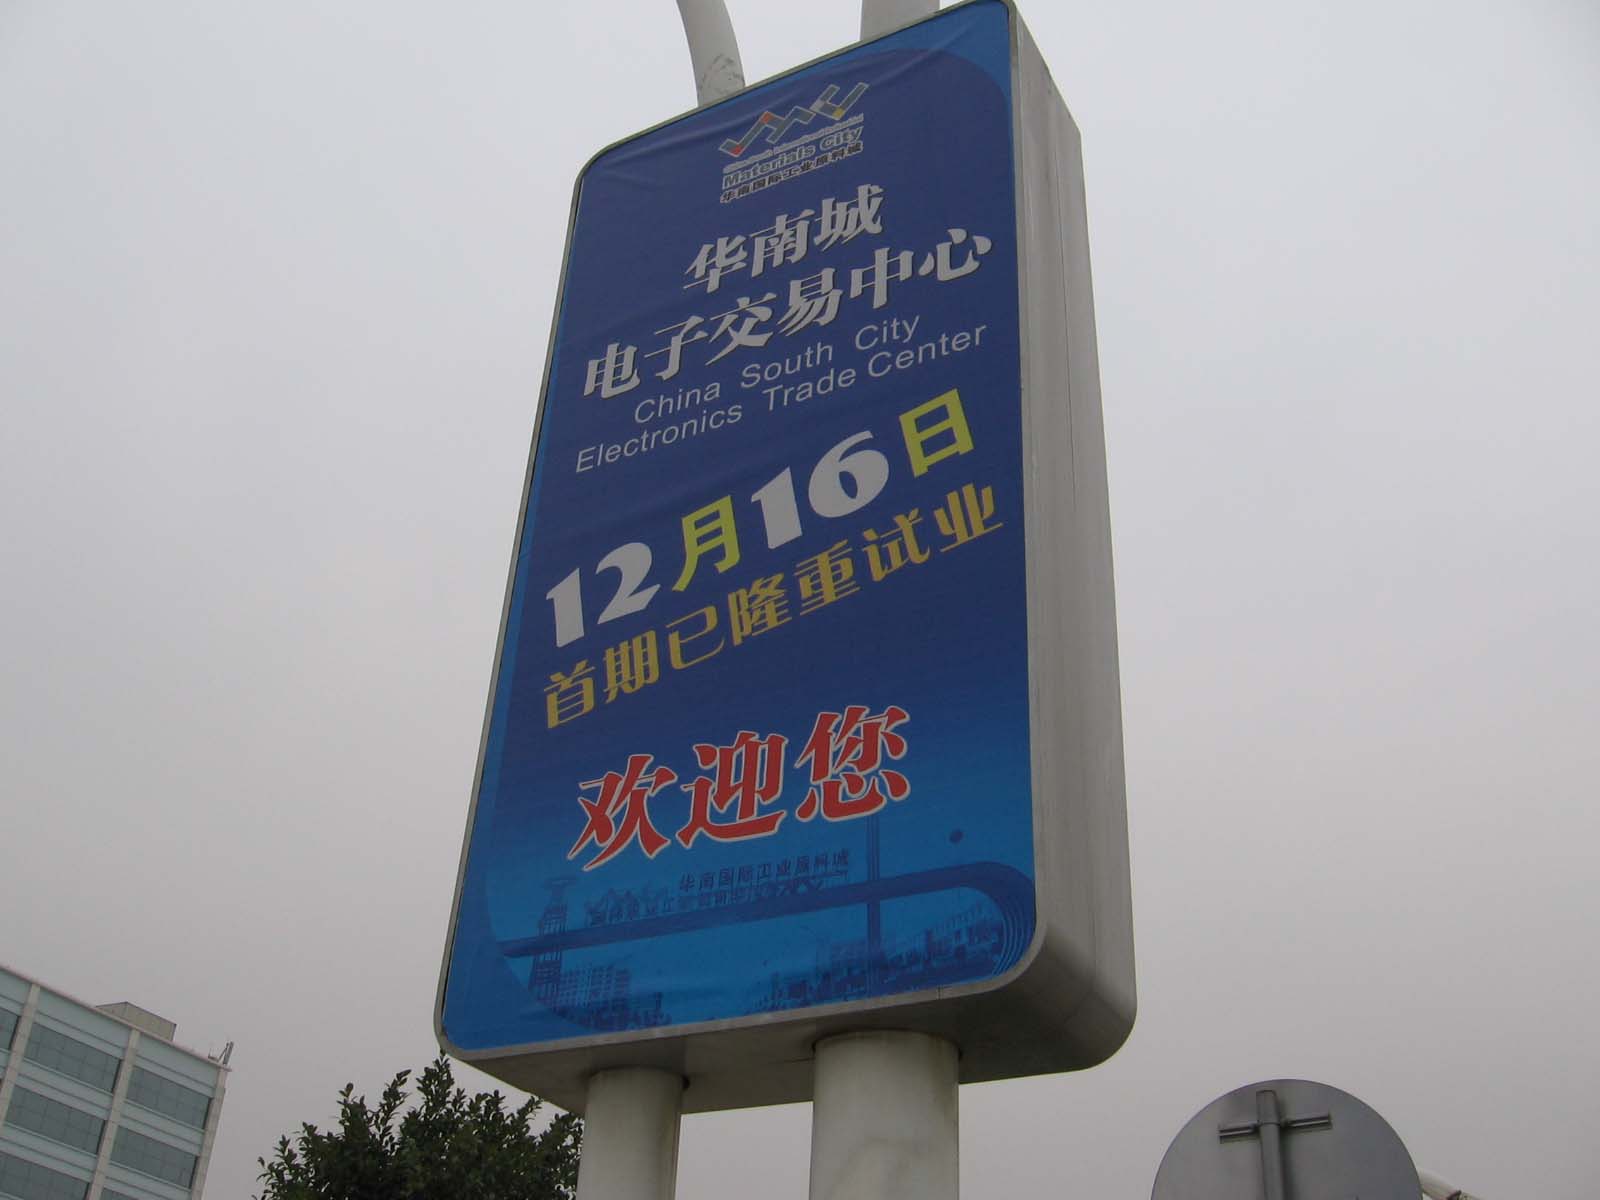 Materials City
华南国际工业原料城
华南城
电子交易中心
China South City
Electronics Trade Center
12月16日
首期已隆重试业
欢迎您
华南国际工业原料城